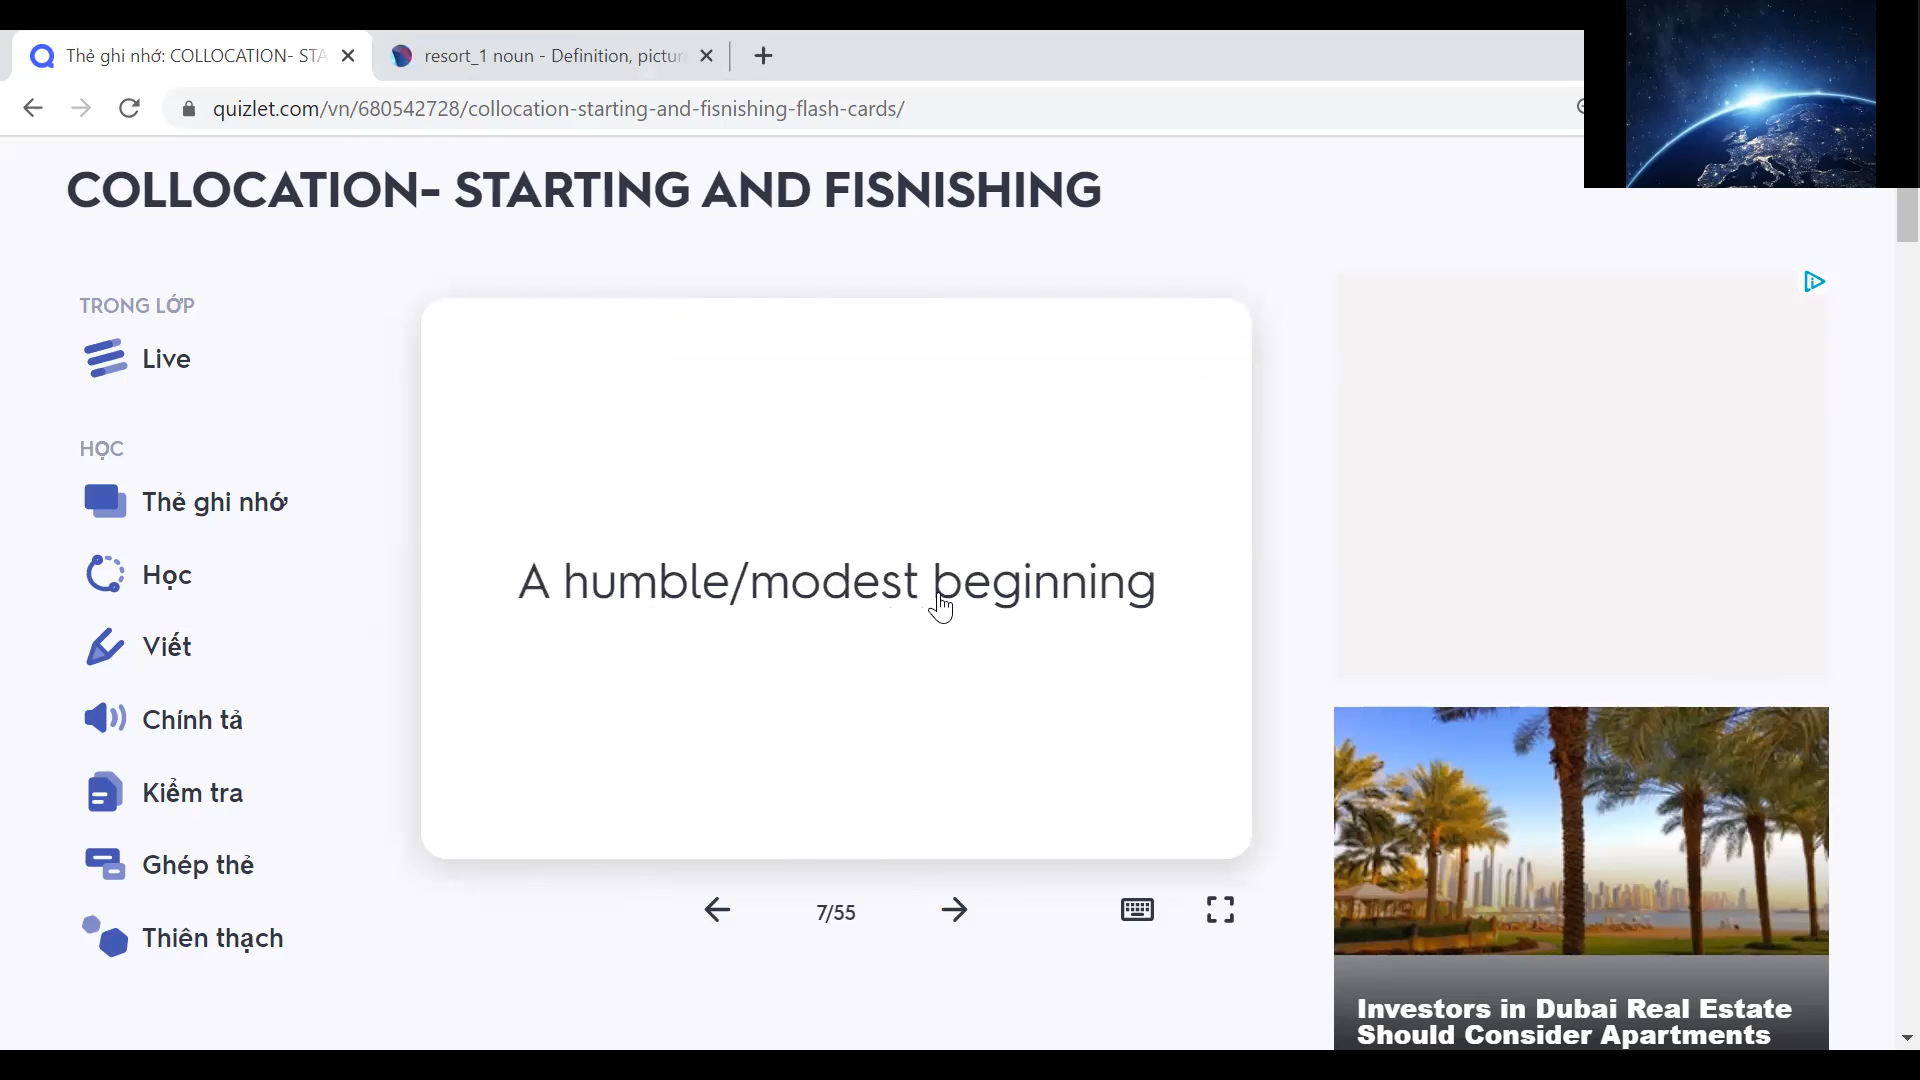 Thẻ ghi nhớ: COLLOCATION- STA
resort_1 noun - Definition, pictur
quizlet.com/vn/680542728/collocation-starting-and-fisnishing-flash-cards/
COLLOCATION- STARTING AND FISNISHING
TRONG LỚP
Live
HỌC
Thẻ ghi nhớ
Học
Viết
Chính tả
Kiểm tra
Ghép thẻ
Thiên thạch
A humble/modest beginning
7/55
Investors in Dubai Real Estate
Should Consider Apartments